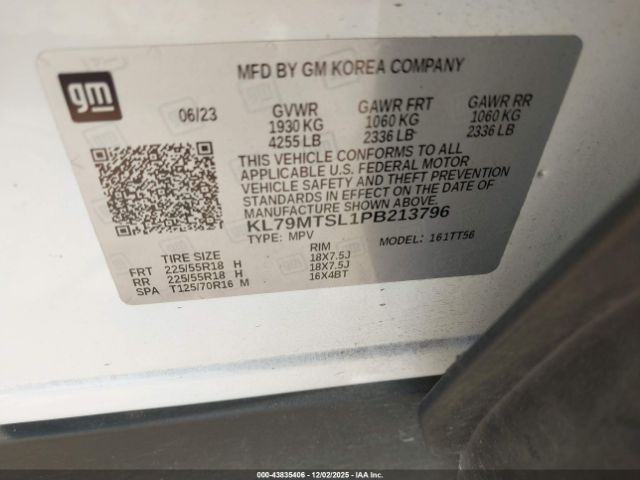 gm
MFD BY GM KOREA COMPANY
06/23 GVWR GAWR FRT GAWR RR
1930 KG 1060 KG 1060 KG
4255 LB 2336 LB 2336 LB
THIS VEHICLE CONFORMS TO ALL
APPLICABLE U.S. FEDERAL MOTOR
VEHICLE SAFETY AND THEFT PREVENTION
STANDARDS IN EFFECT ON THE DATE OF
MANUFACTURE SHOWN ABOVE.
KL79MTSL1PB213796
TYPE: MPV MODEL: 161TT56
TIRE SIZE RIM
FRT 225/55R18 H 18X7.5J
RR 225/55R18 H 18X7.5J
SPA T125/70R16 M 16X4BT
000-43835406 - 12/02/2025 - IAA Inc.